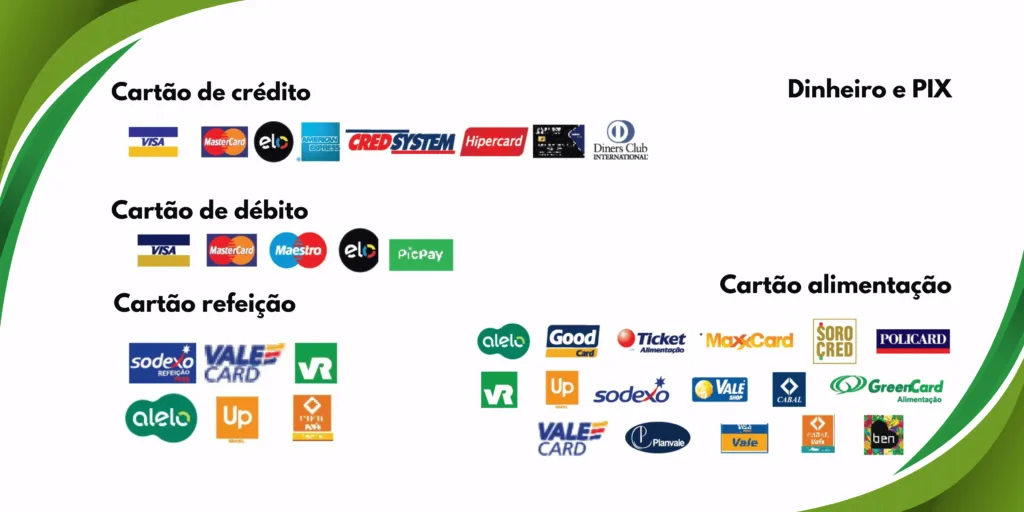 Cartão de crédito
Dinheiro e PIX
VISA
MasterCard
elo
AMERICAN EXPRESS
CREDSYSTEM
Hipercard
Diners Club
INTERNATIONAL
Cartão de débito
VISA
MasterCard
Maestro
elo
PicPay
Cartão refeição
sodexo
REFEIÇÃO
VALE
CARD
VR
alelo
Up
BRASIL
Cartão alimentação
alelo
Good
Card
Ticket
Alimentação
MaxxCard
SORO
CRED
POLICARD
VR
Up
BRASIL
sodexo
VALE
SHOP
CABAL
GreenCard
Alimentação
VALE
CARD
Planvale
VISA
Vale
CABAL
Vale
ben